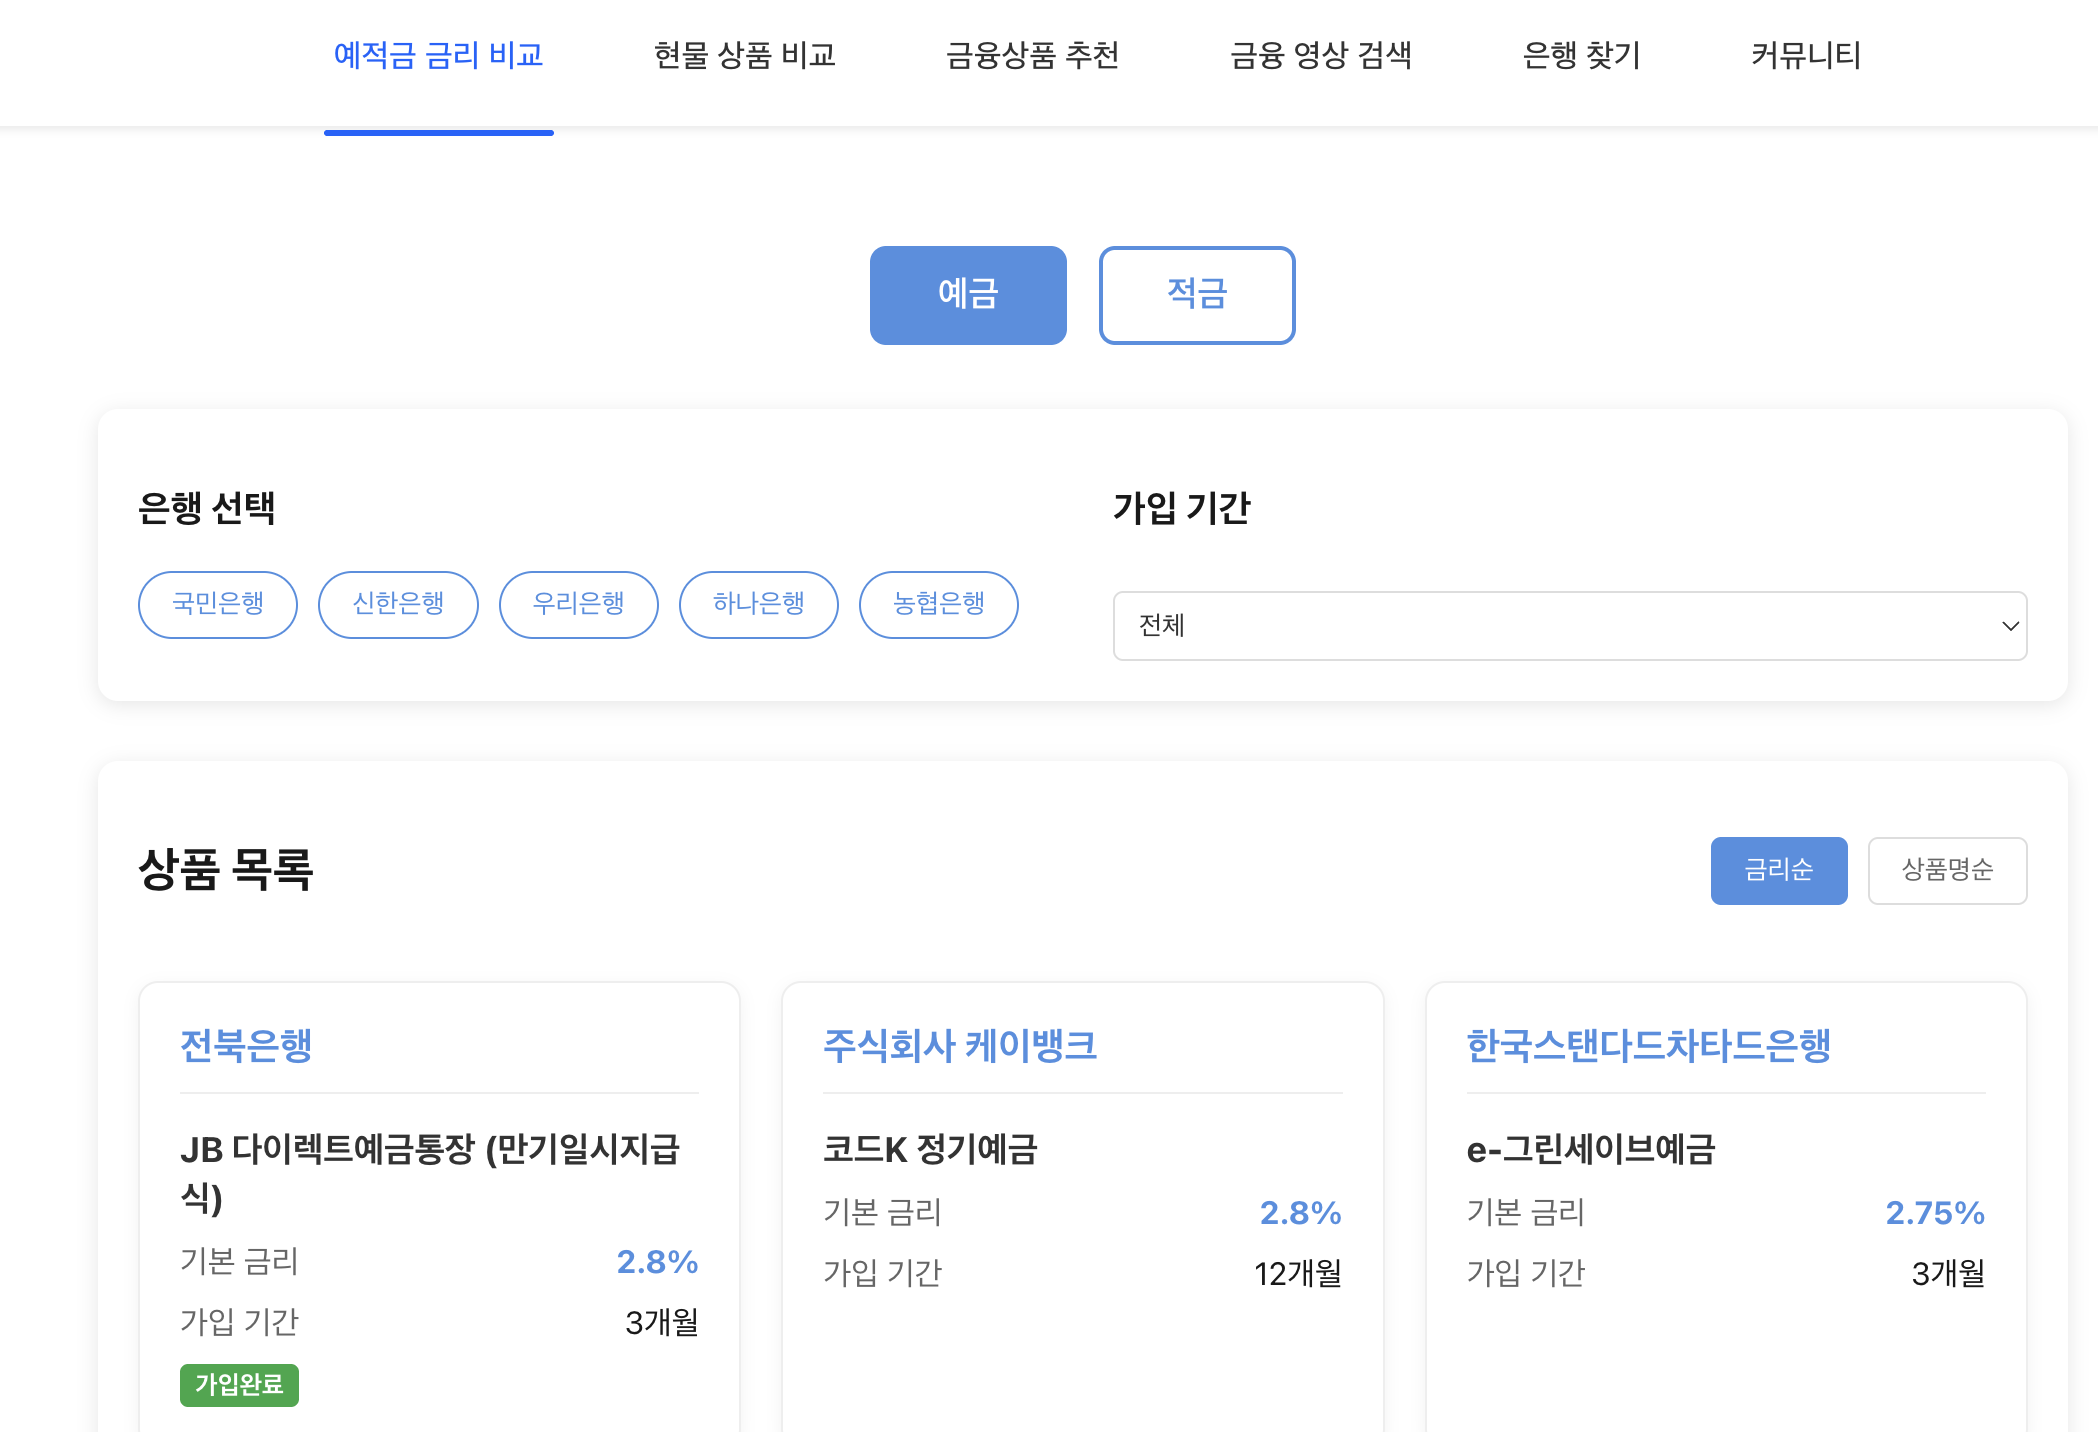 예적금 금리 비교
현물 상품 비교
금융상품 추천
금융 영상 검색
은행 찾기
커뮤니티
예금
적금
은행 선택
국민은행
신한은행
우리은행
하나은행
농협은행
가입 기간
전체
상품 목록
금리순
상품명순
전북은행
JB 다이렉트예금통장 (만기일시지급
식)
기본 금리 2.8%
가입 기간 3개월
가입완료
주식회사 케이뱅크
코드K 정기예금
기본 금리 2.8%
가입 기간 12개월
한국스탠다드차타드은행
e-그린세이브예금
기본 금리 2.75%
가입 기간 3개월